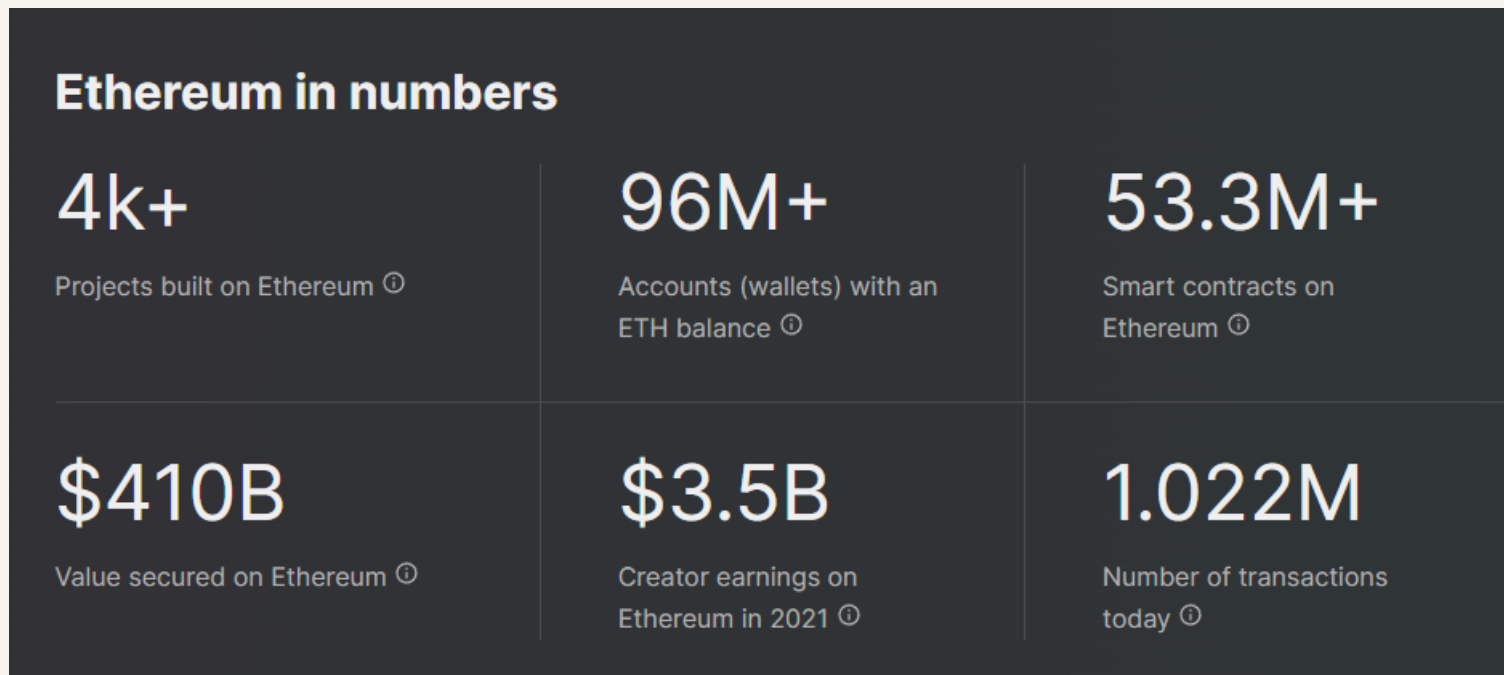 Ethereum in numbers
4k+
Projects built on Ethereum
96M+
Accounts (wallets) with an
ETH balance
53.3M+
Smart contracts on
Ethereum
$410B
Value secured on Ethereum
$3.5B
Creator earnings on
Ethereum in 2021
1.022M
Number of transactions
today